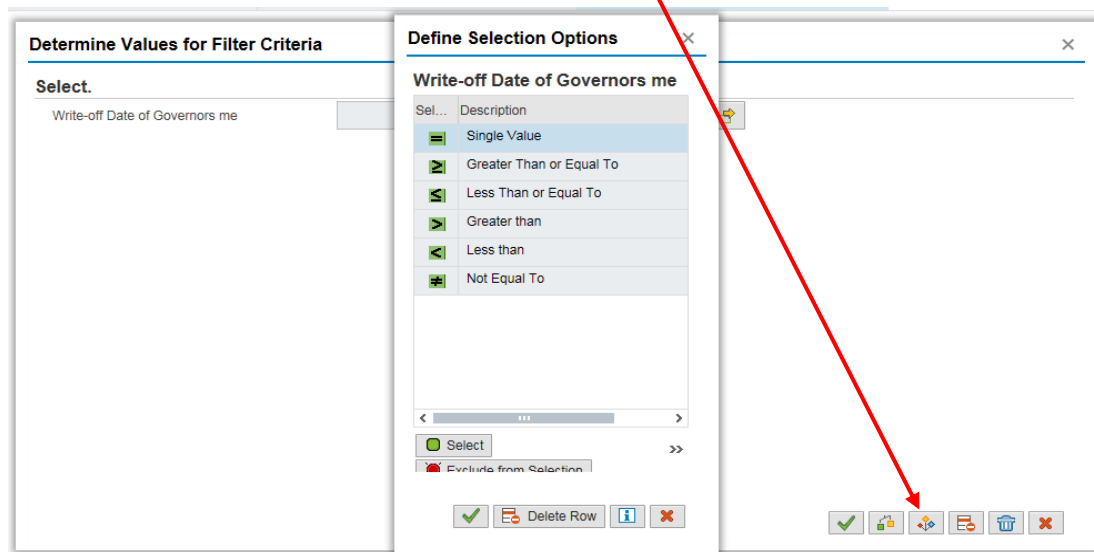 Determine Values for Filter Criteria
Select.
Write-off Date of Governors me
Define Selection Options
Write-off Date of Governors me
Sel... Description
= Single Value
≥ Greater Than or Equal To
≤ Less Than or Equal To
> Greater than
< Less than
≠ Not Equal To
Select
Exclude from Selection
Delete Row